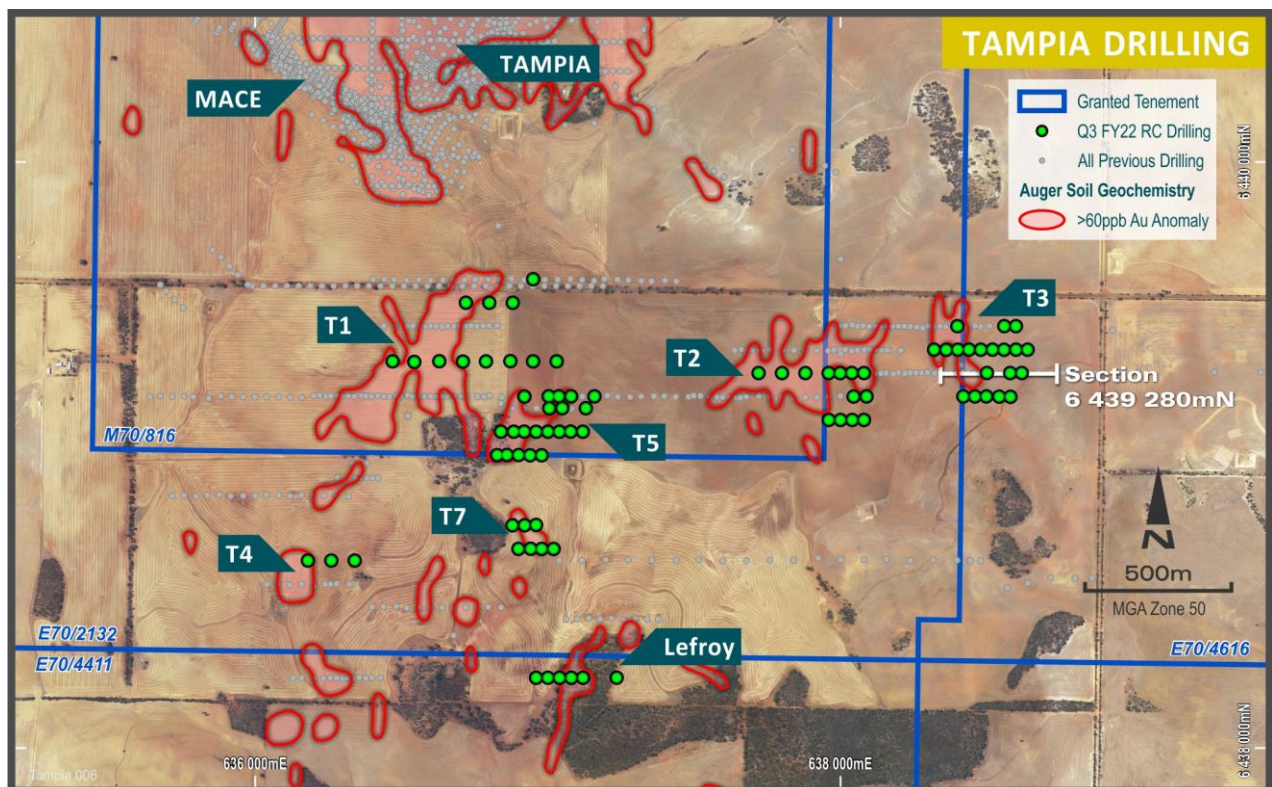 TAMPIA DRILLING
Granted Tenement
Q3 FY22 RC Drilling
All Previous Drilling
Auger Soil Geochemistry
>60ppb Au Anomaly
TAMPIA
MACE
6 440 000mN
T1
T2
T3
Section
6 439 280mN
M70/816
T5
T7
T4
N
500m
MGA Zone 50
E70/2132
E70/4411
Lefroy
E70/4616
636 000mE
638 000mE
6 438 000mN
Tampia 006